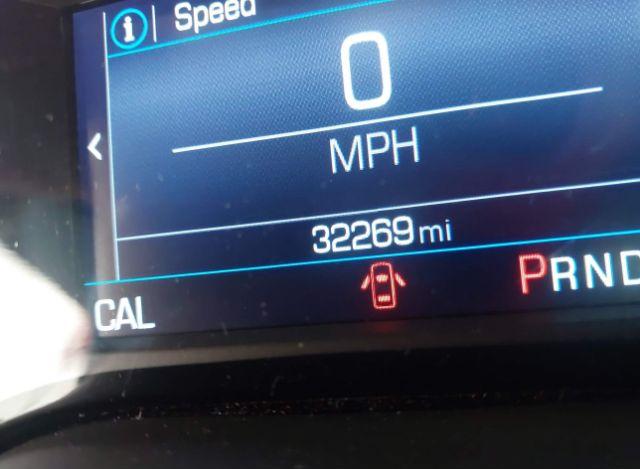 i Speed
0
MPH
32269 mi
CAL
PRND